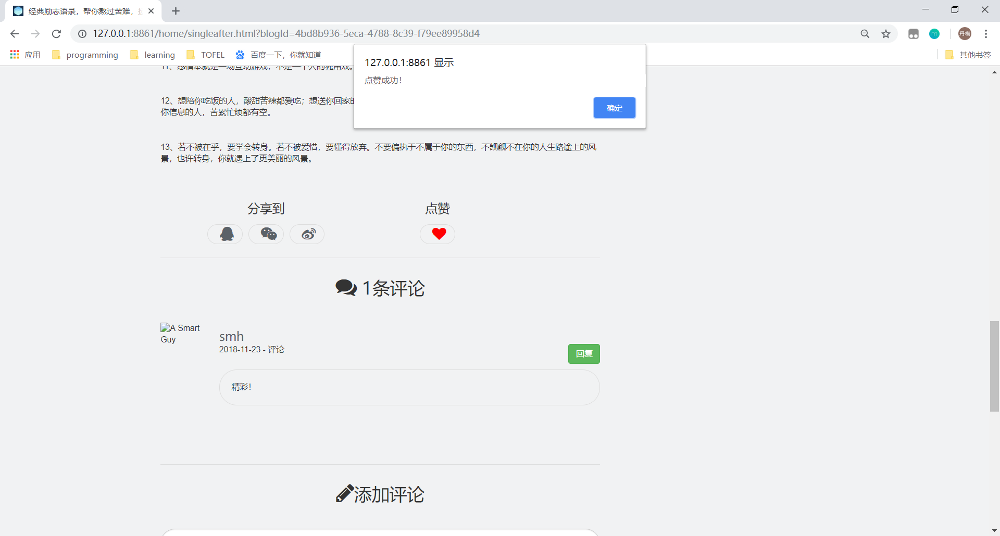 经典励志语录，帮你熬过苦难，
127.0.0.1:8861/home/singleafter.html?blogId=4bd8b936-5eca-4788-8c39-f79ee89958d4
丹梅
应用 programming learning TOFEL 百度一下，你就知道 其他书签
127.0.0.1:8861 显示
点赞成功！
确定
11、感情本就是一场互动游戏，不是一个人的独角戏。
12、想陪你吃饭的人，酸甜苦辣都爱吃；想送你回家的
你信息的人，苦累忙烦都有空。
13、若不被在乎，要学会转身。若不被爱惜，要懂得放弃。不要偏执于不属于你的东西，不觊觎不在你的人生路途上的风
景，也许转身，你就遇上了更美丽的风景。
分享到 点赞
1条评论
A Smart
Guy
smh
2018-11-23 - 评论
回复
精彩！
添加评论